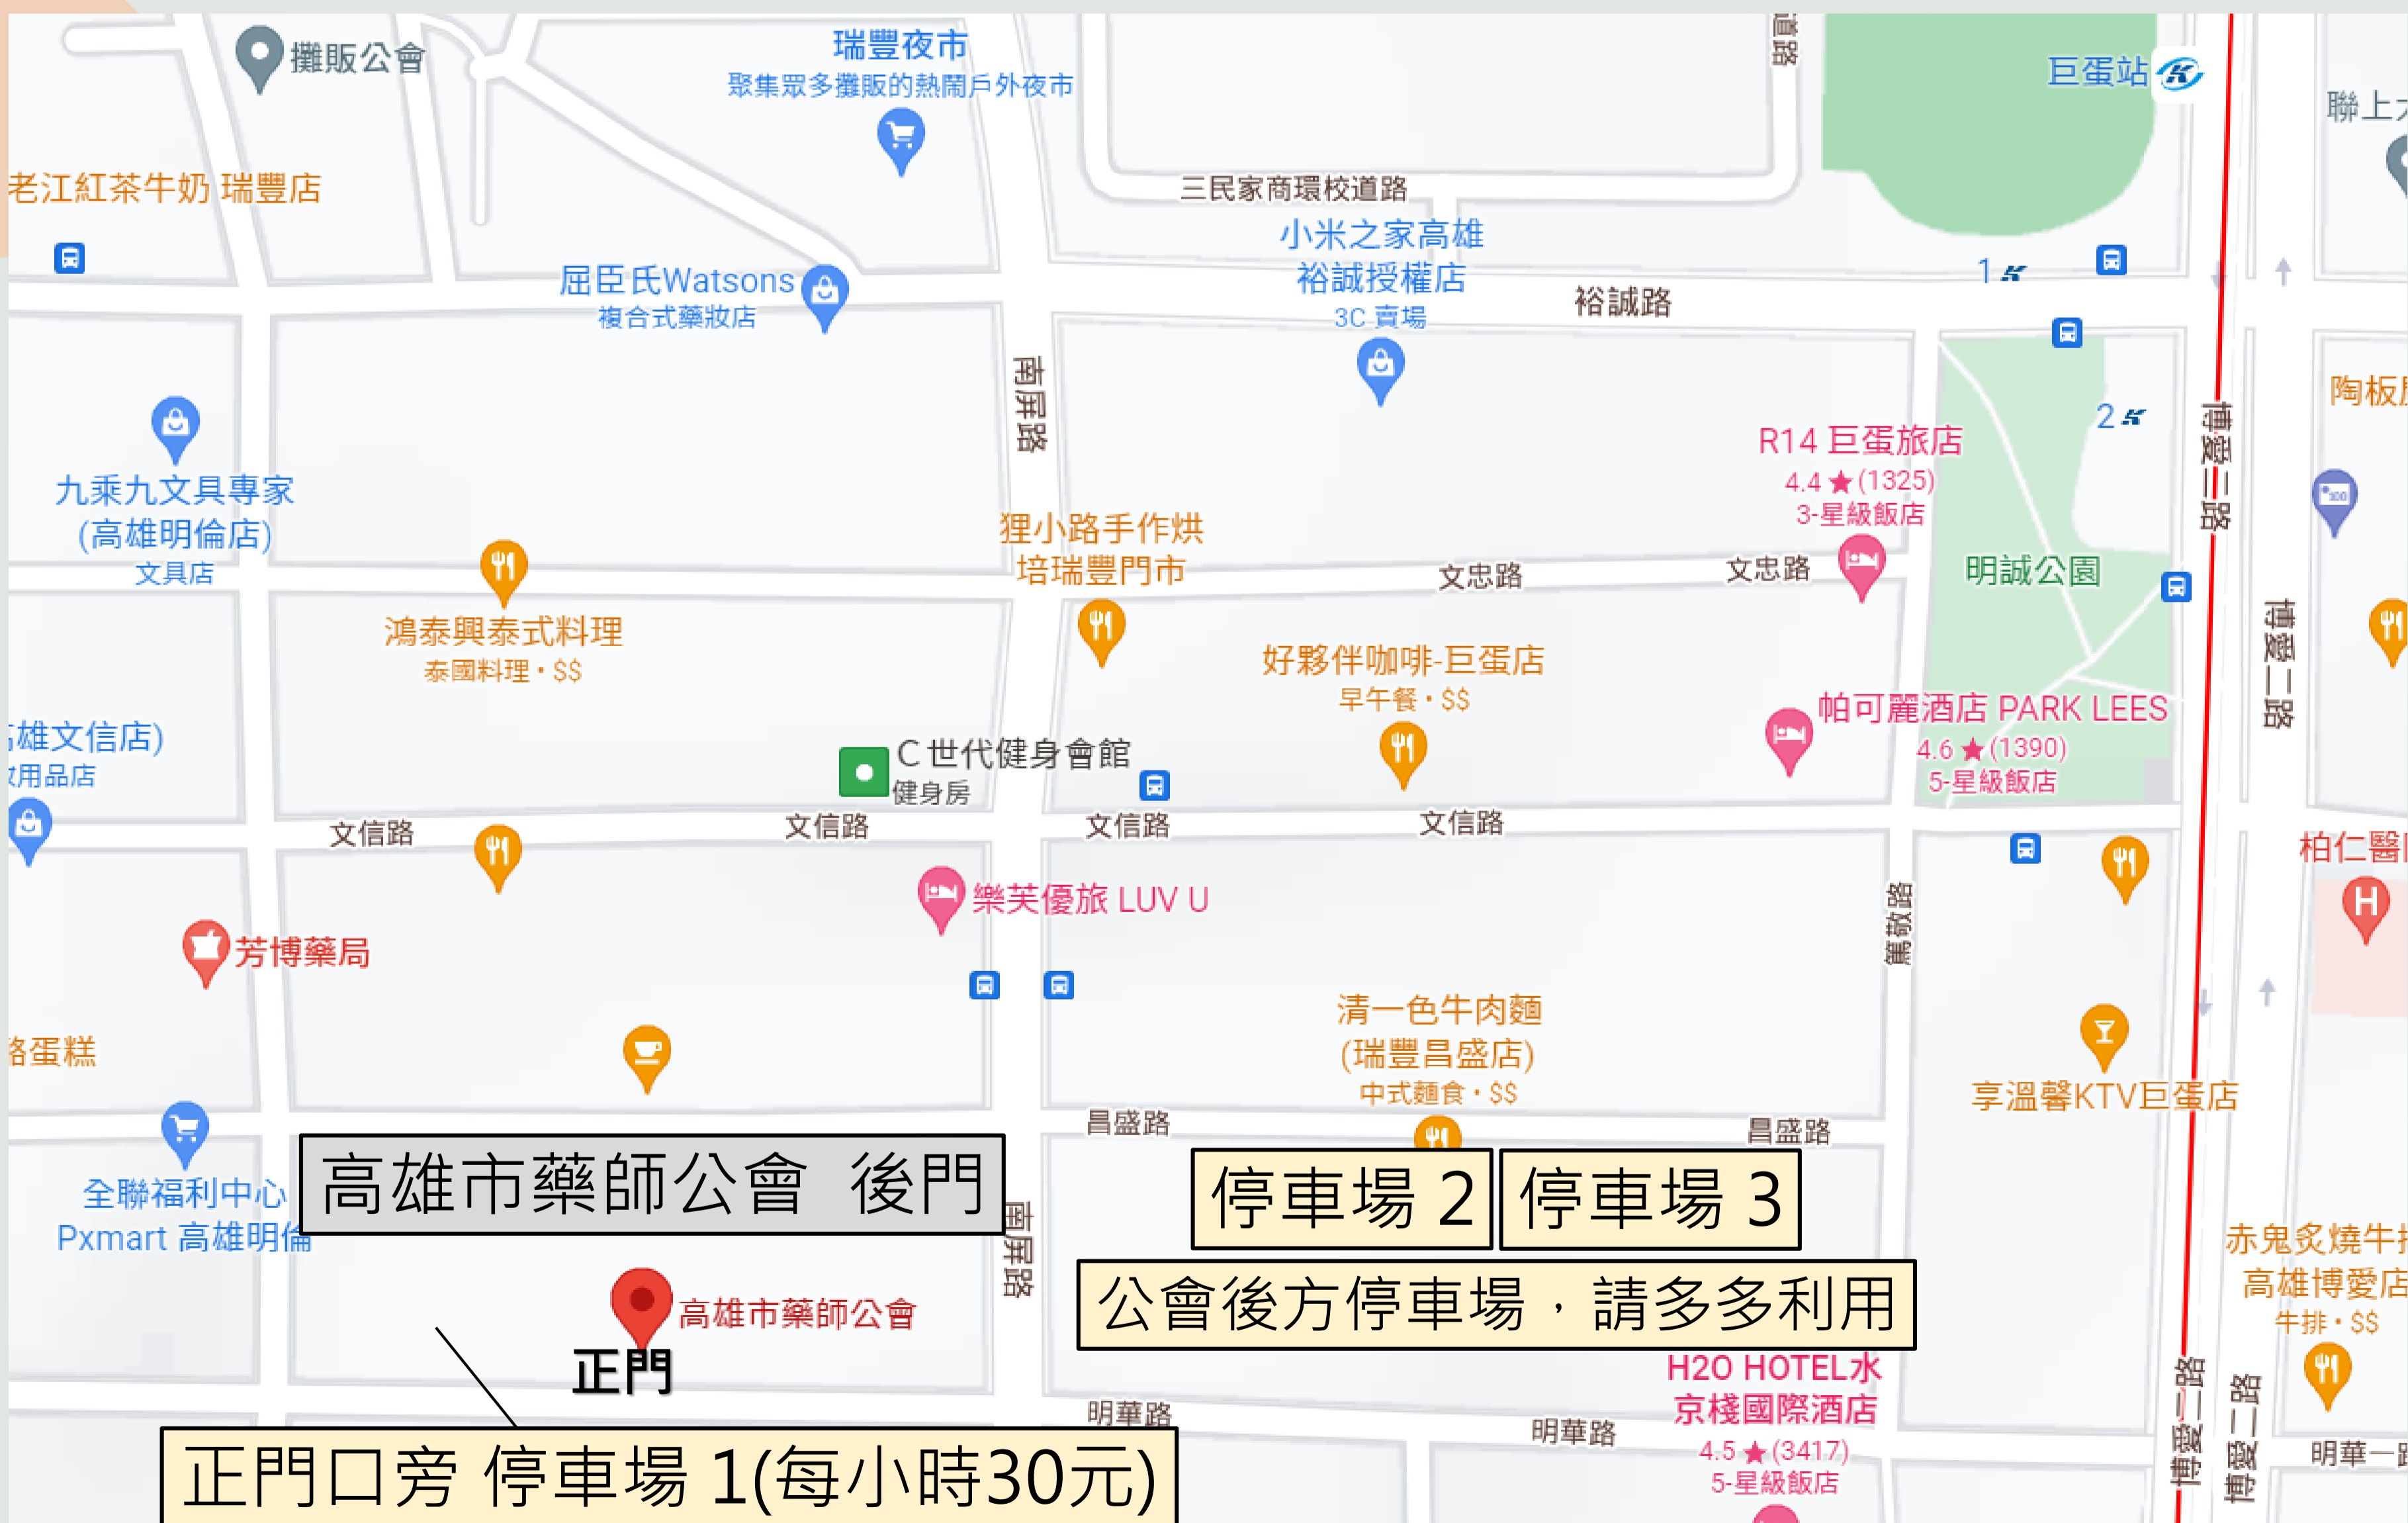 攤販公會
瑞豐夜市
聚集眾多攤販的熱鬧戶外夜市
道路
巨蛋站
聯上
老江紅茶牛奶 瑞豐店
三民家商環校道路
小米之家高雄
裕誠授權店
3C 賣場
屈臣氏Watsons
複合式藥妝店
裕誠路
1
2
南屏路
陶板
R14 巨蛋旅店
4.4 ★ (1325)
3-星級飯店
博愛二路
九乘九文具專家
(高雄明倫店)
文具店
狸小路手作烘
培瑞豐門市
文忠路
文忠路
明誠公園
鴻泰興泰式料理
泰國料理・$$
好夥伴咖啡-巨蛋店
早午餐・$$
博愛二路
帕可麗酒店 PARK LEES
4.6 ★ (1390)
5-星級飯店
雄文信店)
用品店
C世代健身會館
健身房
文信路
文信路
文信路
文信路
柏仁醫
樂芙優旅 LUV U
篤敬路
芳博藥局
清一色牛肉麵
(瑞豐昌盛店)
中式麵食・$$
蛋糕
享溫馨KTV巨蛋店
昌盛路
昌盛路
全聯福利中心
Pxmart 高雄明倫
高雄市藥師公會 後門
停車場 2
停車場 3
南屏路
公會後方停車場，請多多利用
赤鬼炙燒牛
高雄博愛店
牛排・$$
高雄市藥師公會
正門
H2O HOTEL水
京棧國際酒店
4.5 ★ (3417)
5-星級飯店
明華路
明華路
博愛二路
博愛二路
明華一
正門口旁 停車場 1(每小時30元)